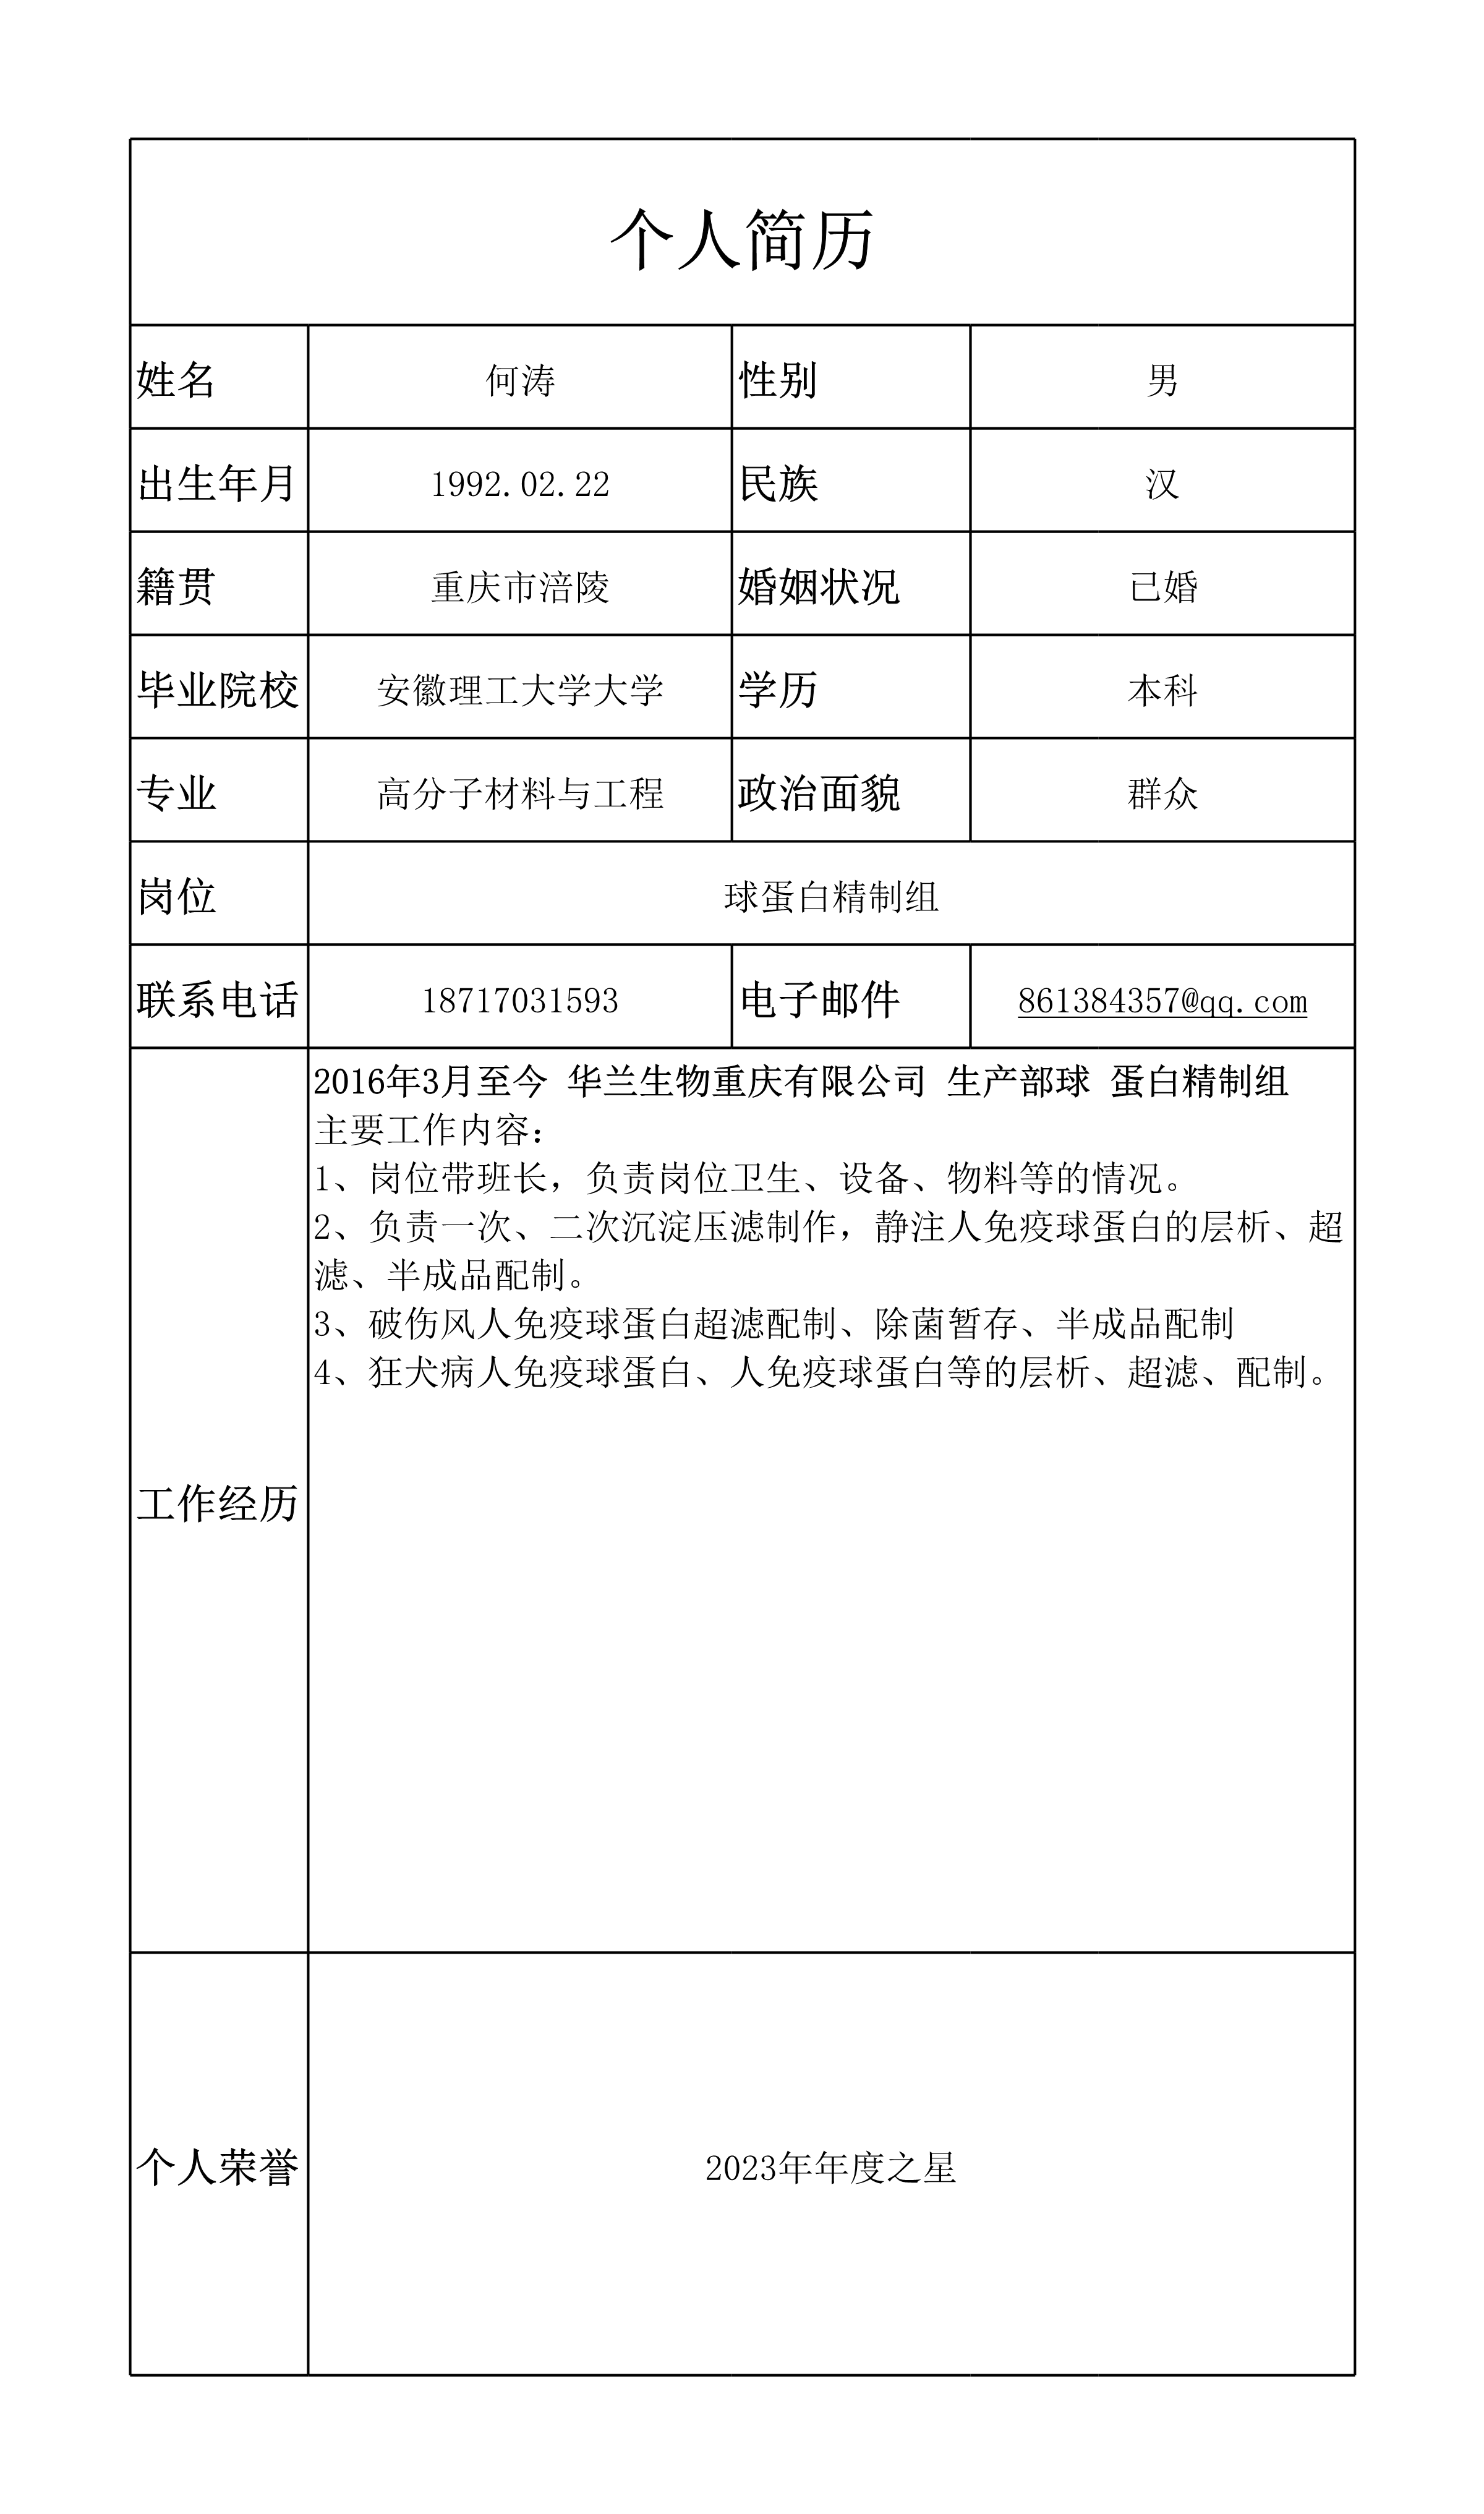 个人简历
姓名 何涛 性别 男
出生年月 1992.02.22 民族 汉
籍贯 重庆市涪陵 婚姻状况 已婚
毕业院校 安徽理工大学大学 学历 本科
专业 高分子材料与工程 政治面貌 群众
岗位 球蛋白精制组
联系电话 18717031593 电子邮件 861384357@qq.com
2016年3月至今 华兰生物重庆有限公司 生产部球 蛋白精制组
主要工作内容：
1、岗位带班长，负责岗位卫生、设备、物料等的情况。
2、负责一次、二次沉淀压滤制作，静注人免疫球蛋白的层析、超
滤、半成品配制。
3、破伤风人免疫球蛋白超滤配制、除菌暂存、半成品配制
4、狂犬病人免疫球蛋白、人免疫球蛋白等的层析、超滤、配制。
工作经历
个人荣誉 2023年年度之星